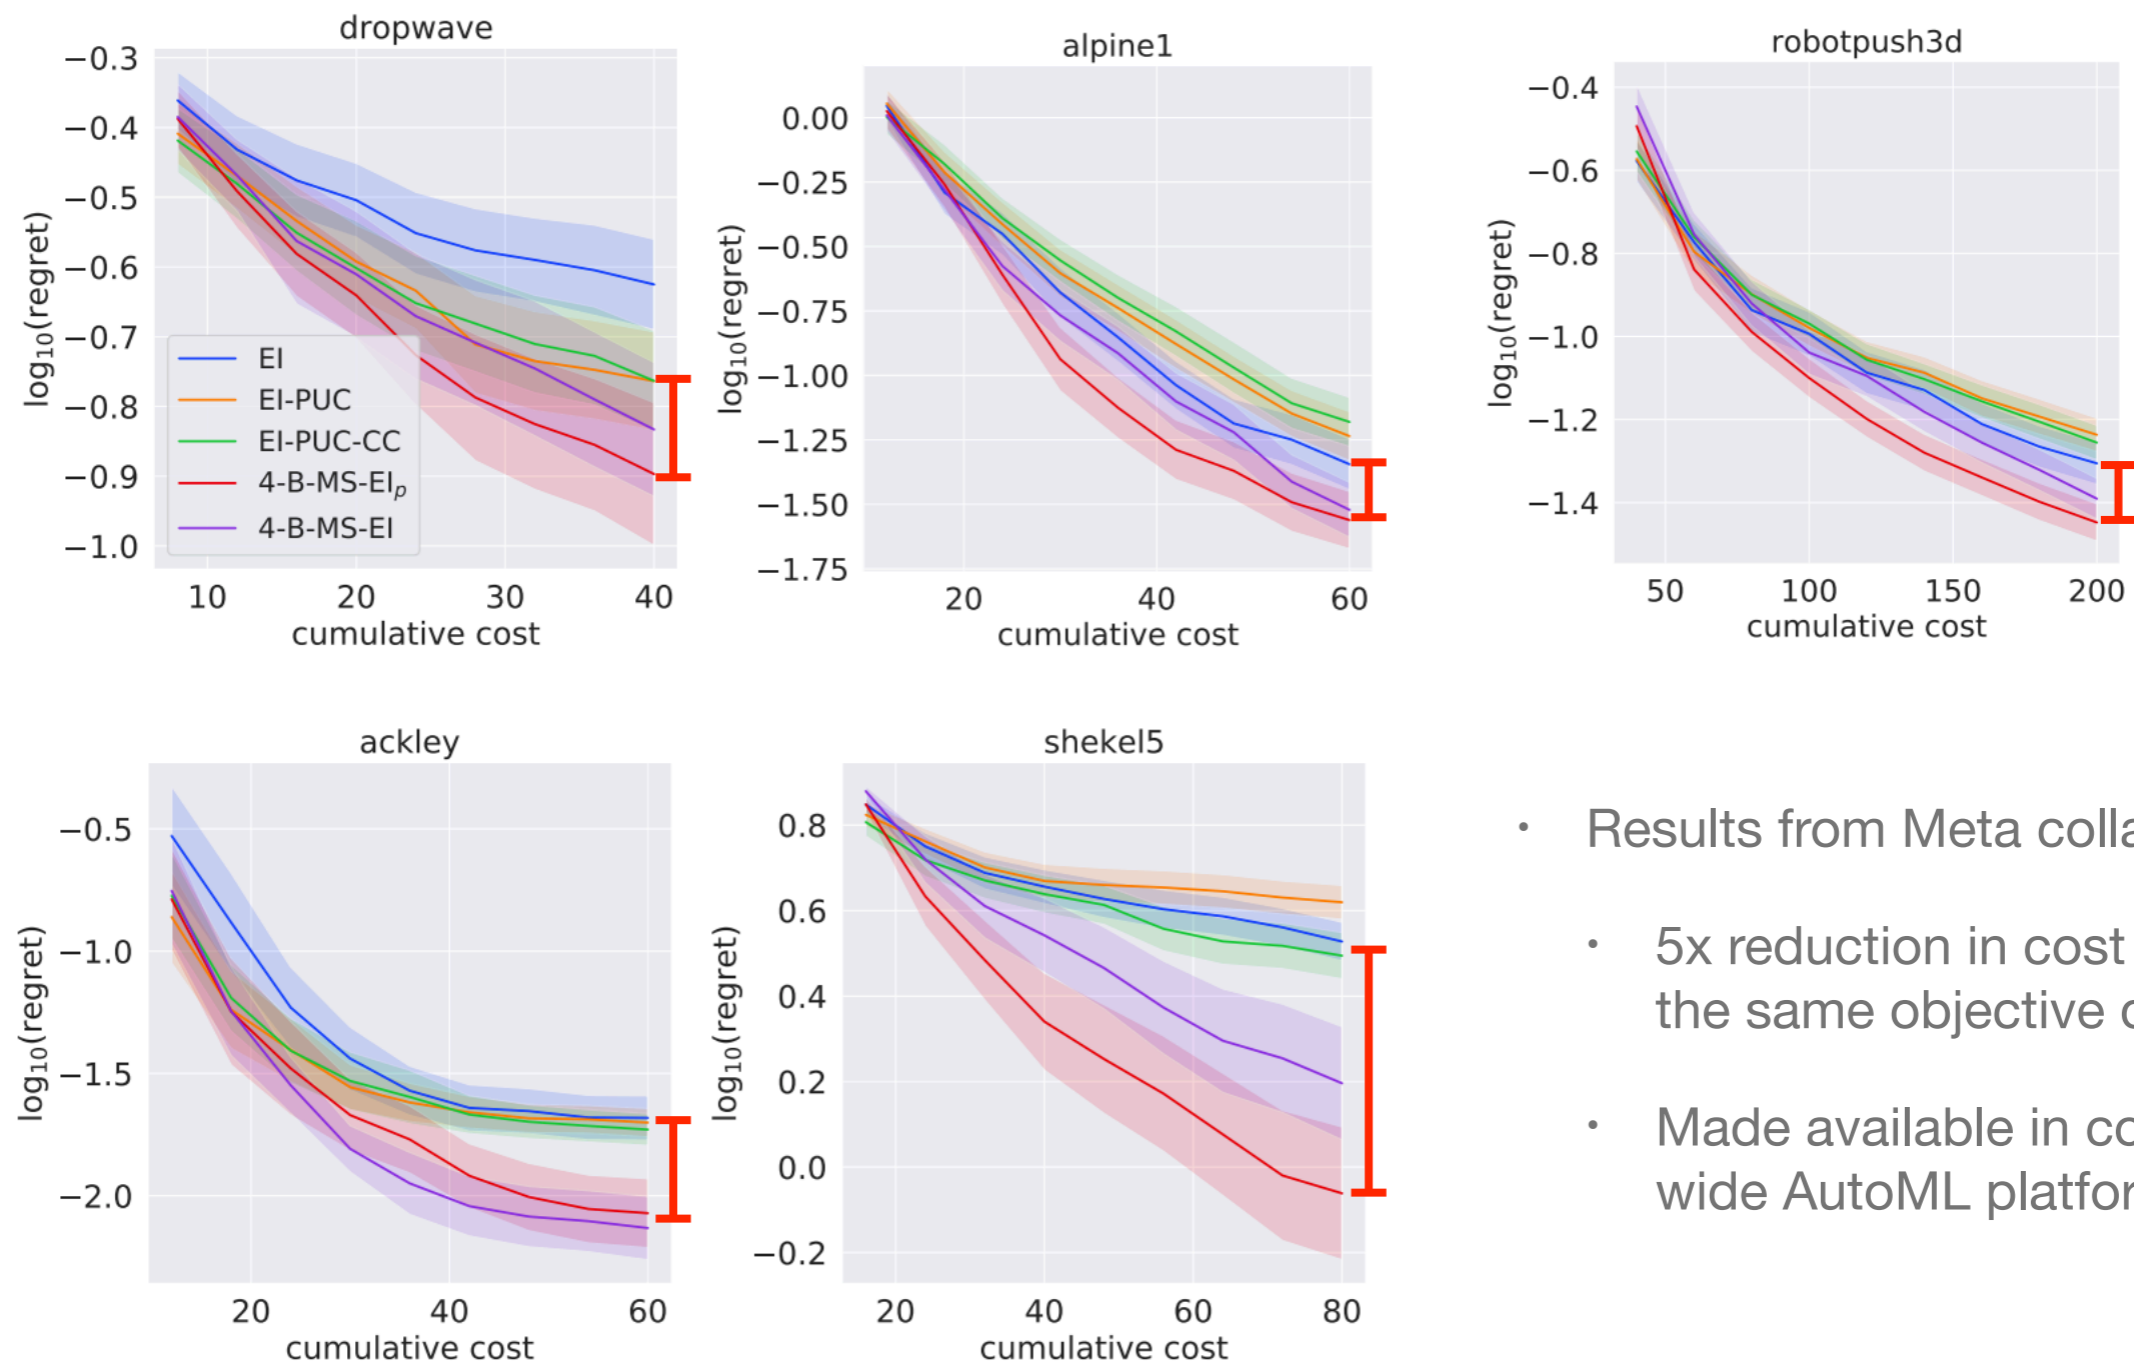 dropwave
−0.3
−0.4
−0.5
−0.6
−0.7
−0.8
−0.9
−1.0
log₁₀(regret)
EI
EI-PUC
EI-PUC-CC
4-B-MS-EIₚ
4-B-MS-EI
10 20 30 40
cumulative cost
alpine1
0.00
−0.25
−0.50
−0.75
−1.00
−1.25
−1.50
−1.75
log₁₀(regret)
20 40 60
cumulative cost
robotpush3d
−0.4
−0.6
−0.8
−1.0
−1.2
−1.4
log₁₀(regret)
50 100 150 200
cumulative cost
ackley
−0.5
−1.0
−1.5
−2.0
log₁₀(regret)
20 40 60
cumulative cost
shekel5
0.8
0.6
0.4
0.2
0.0
−0.2
log₁₀(regret)
20 40 60 80
cumulative cost
• Results from Meta
• 5x reduction in cost
the same objective
• Made available in
wide AutoML